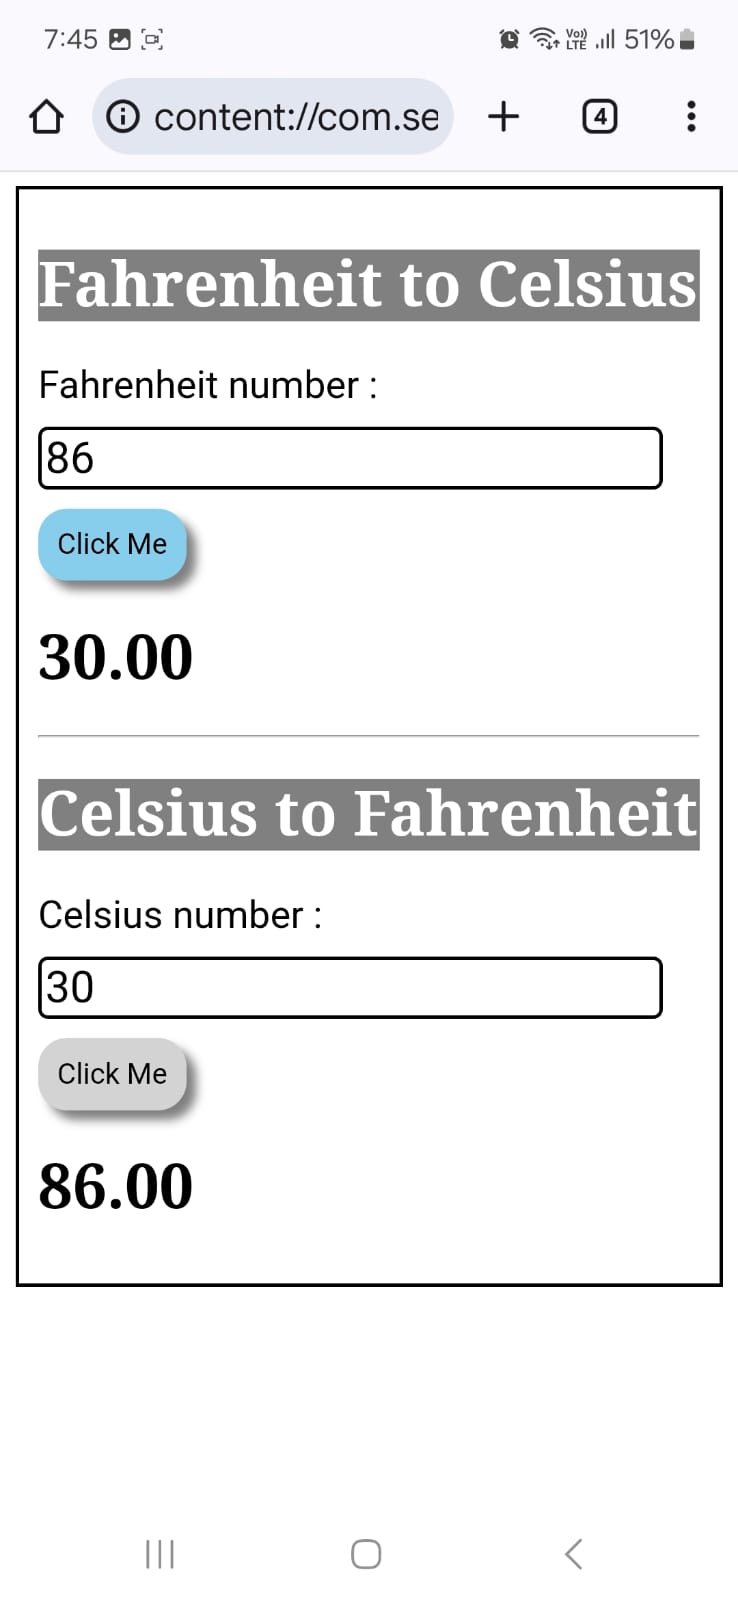 7:45
Vo))
LTE
51%
content://com.se
4
Fahrenheit to Celsius
Fahrenheit number :
86
Click Me
30.00
Celsius to Fahrenheit
Celsius number :
30
Click Me
86.00